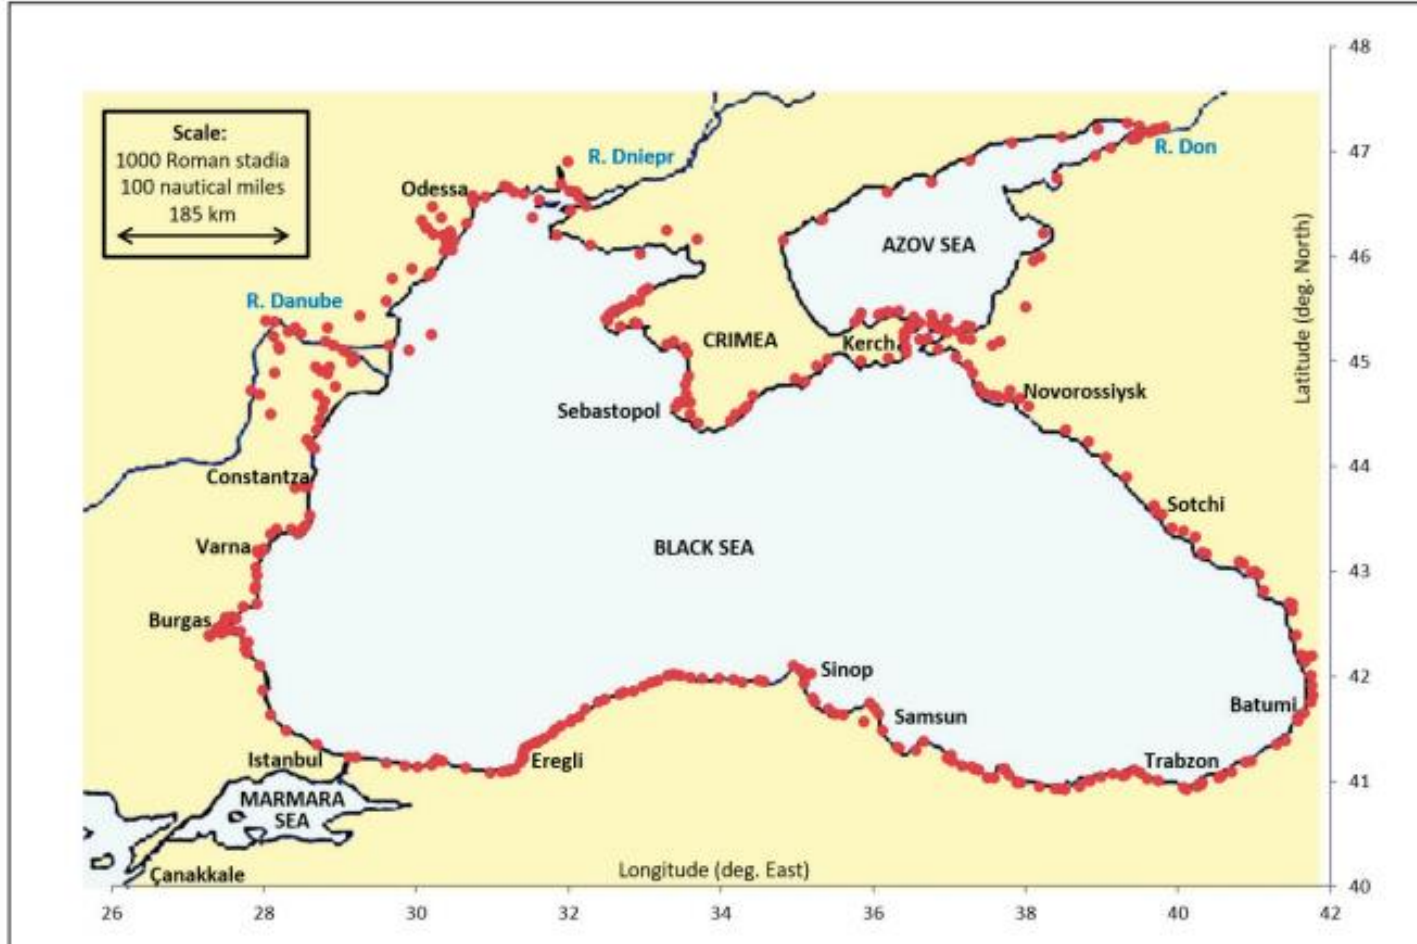 48
Scale:
1000 Roman stadia
100 nautical miles
185 km
R. Dniepr
47
R. Don
Odessa
AZOV SEA
46
R. Danube
CRIMEA
Kerch
45
Latitude (deg. North)
Novorossiysk
Sebastopol
44
Constantza
Sotchi
Varna
BLACK SEA
43
Burgas
42
Sinop
Batumi
Samsun
Istanbul
Eregli
Trabzon
41
MARMARA
SEA
Longitude (deg. East)
Çanakkale
40
26 28 30 32 34 36 38 40 42